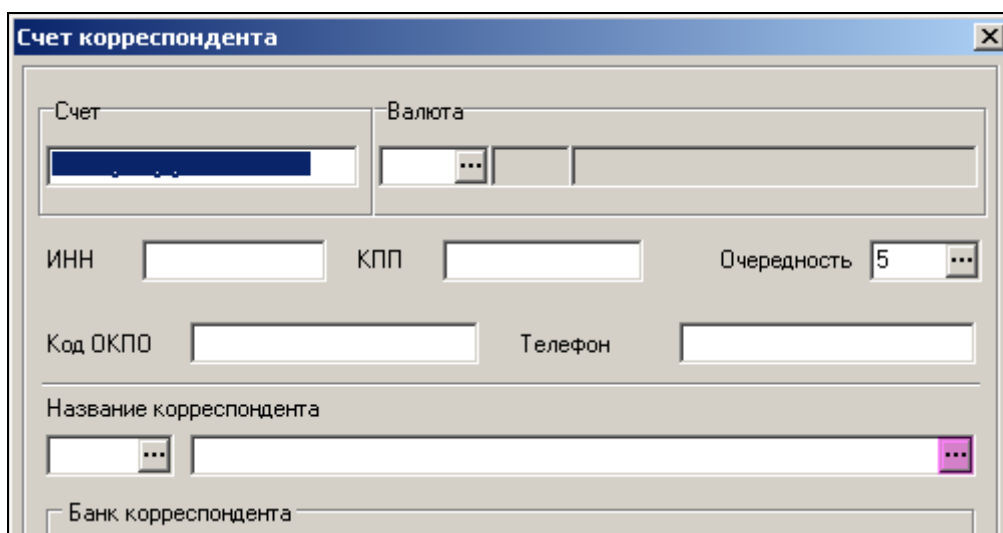 Счет корреспондента
Счет Валюта
ИНН КПП Очередность 5
Код ОКПО Телефон
Название корреспондента
Банк корреспондента